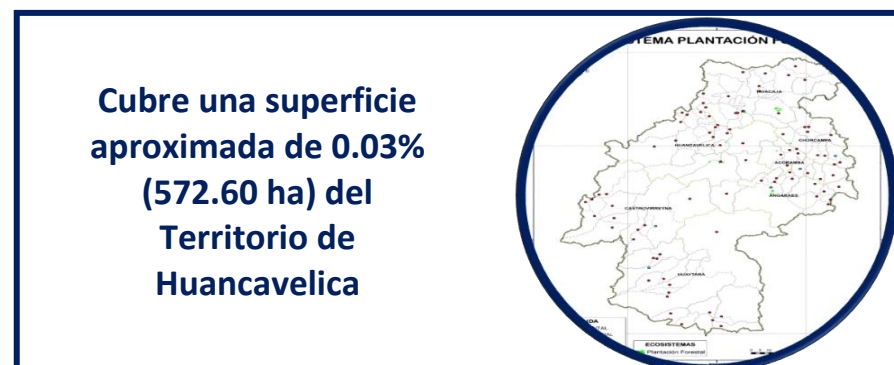 Cubre una superficie
aproximada de 0.03%
(572.60 ha) del
Territorio de
Huancavelica
TEMA PLANTACIÓN
HUANCAVELICA
CHURCAMPA
ACOBAMBA
ANGARAES
CASTROVIRREYNA
HUAYTARA
ECOSISTEMAS
Plantación Forestal